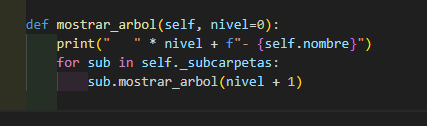 def mostrar_arbol(self, nivel=0):
    print("   " * nivel + f"- {self.nombre}")
    for sub in self._subcarpetas:
        sub.mostrar_arbol(nivel + 1)